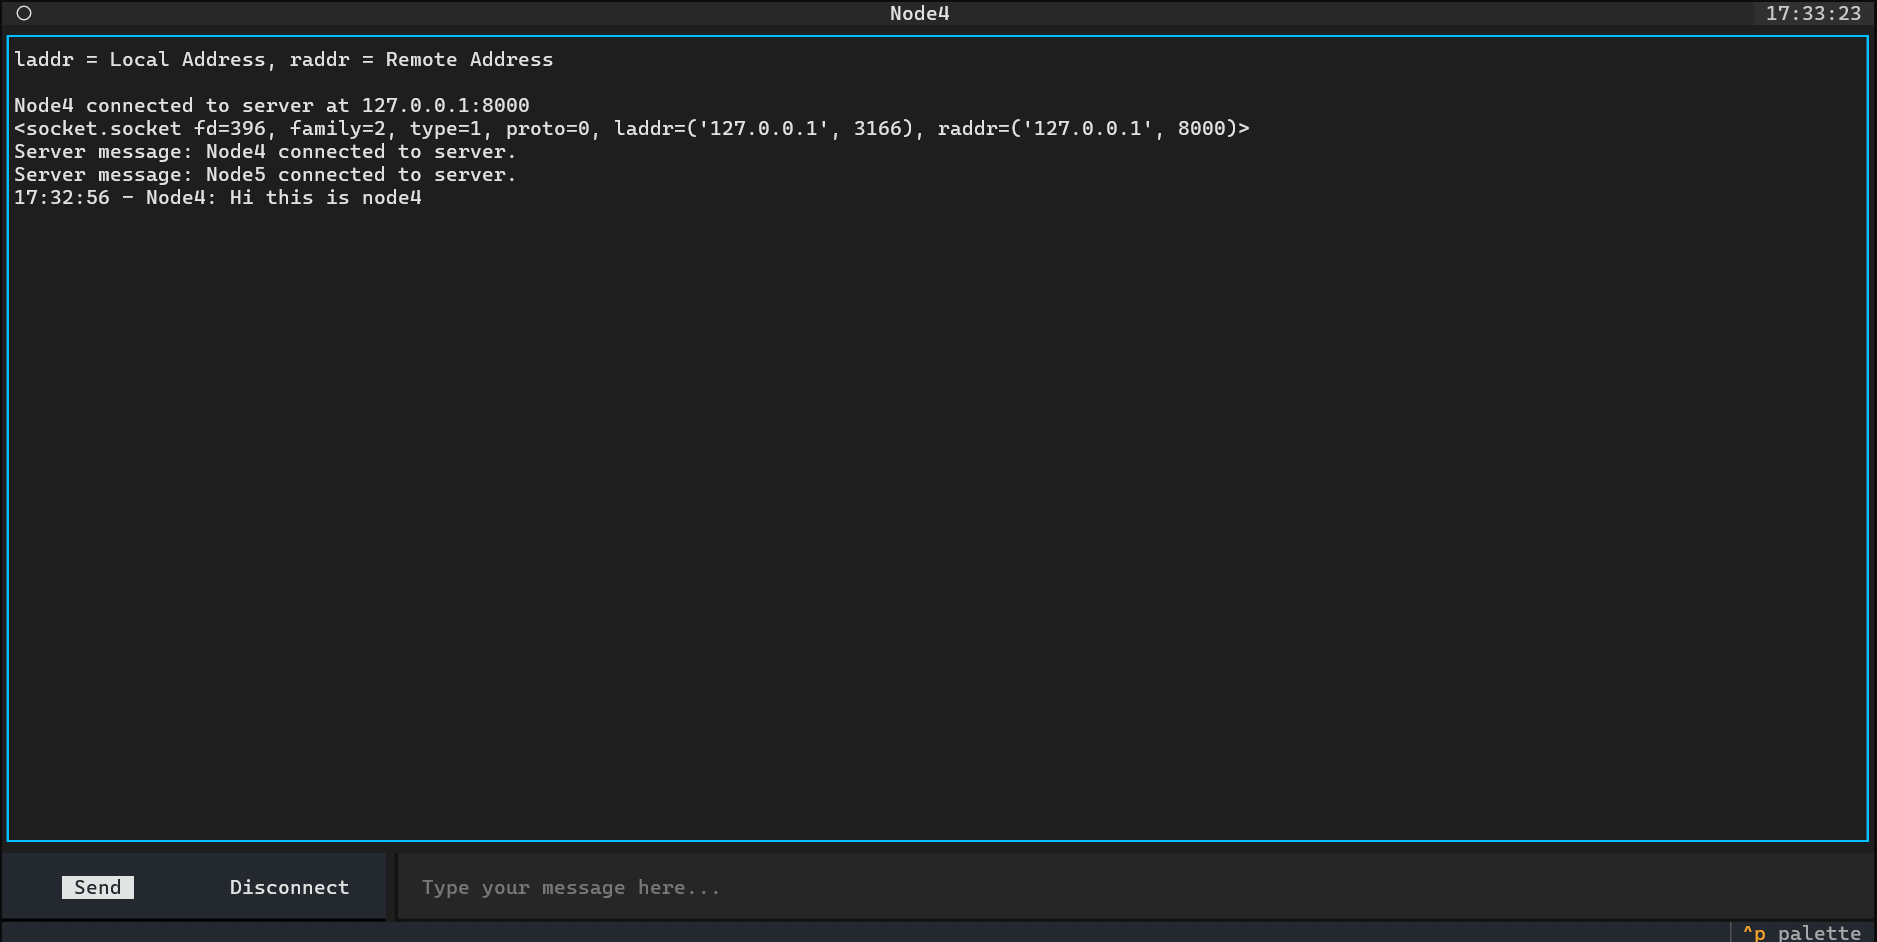 Node4 17:33:23
laddr = Local Address, raddr = Remote Address
Node4 connected to server at 127.0.0.1:8000
<socket.socket fd=396, family=2, type=1, proto=0, laddr=('127.0.0.1', 3166), raddr=('127.0.0.1', 8000)>
Server message: Node4 connected to server.
Server message: Node5 connected to server.
17:32:56 - Node4: Hi this is node4
Send Disconnect Type your message here...
^p palette